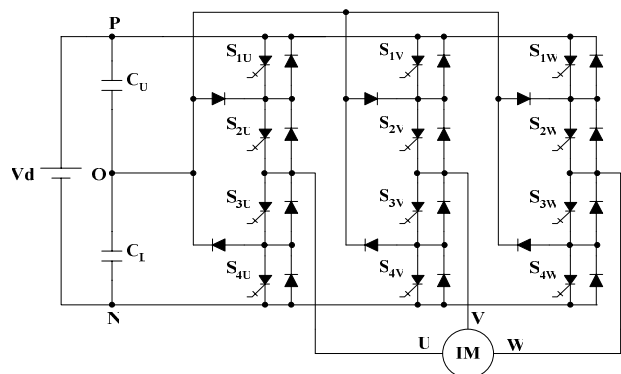 P
S1U
S1V
S1W
CU
S2U
S2V
S2W
Vd
O
S3U
S3V
S3W
CL
S4U
S4V
S4W
N
V
U
IM
W